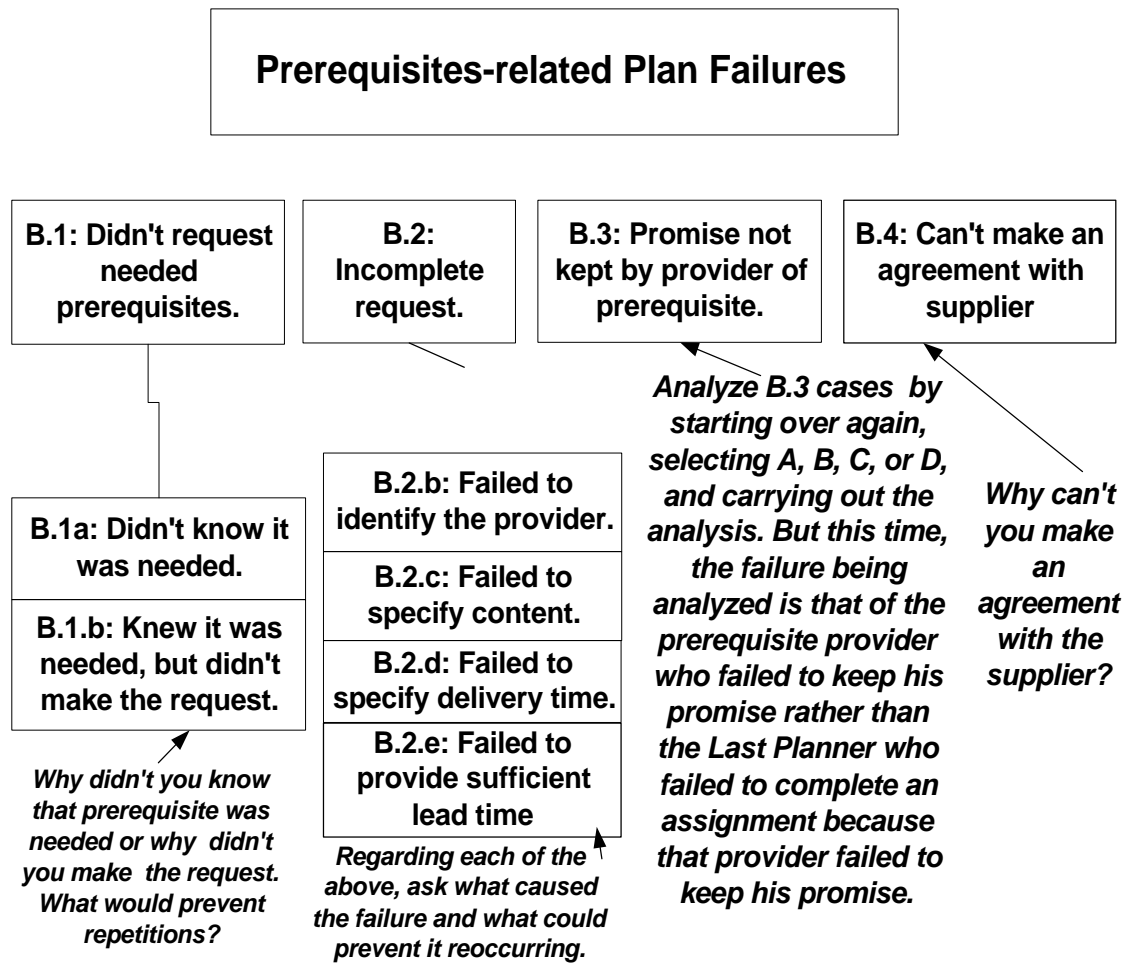 Prerequisites-related Plan Failures
B.1: Didn't request
needed
prerequisites.
B.2:
Incomplete
request.
B.3: Promise not
kept by provider of
prerequisite.
B.4: Can't make an
agreement with
supplier
B.1a: Didn't know it
was needed.
B.1.b: Knew it was
needed, but didn't
make the request.
Why didn't you know
that prerequisite was
needed or why didn't
you make the request.
What would prevent
repetitions?
B.2.b: Failed to
identify the provider.
B.2.c: Failed to
specify content.
B.2.d: Failed to
specify delivery time.
B.2.e: Failed to
provide sufficient
lead time
Regarding each of the
above, ask what caused
the failure and what could
prevent it reoccurring.
Analyze B.3 cases by
starting over again,
selecting A, B, C, or D,
and carrying out the
analysis. But this time,
the failure being
analyzed is that of the
prerequisite provider
who failed to keep his
promise rather than
the Last Planner who
failed to complete an
assignment because
that provider failed to
keep his promise.
Why can't
you make
an
agreement
with the
supplier?